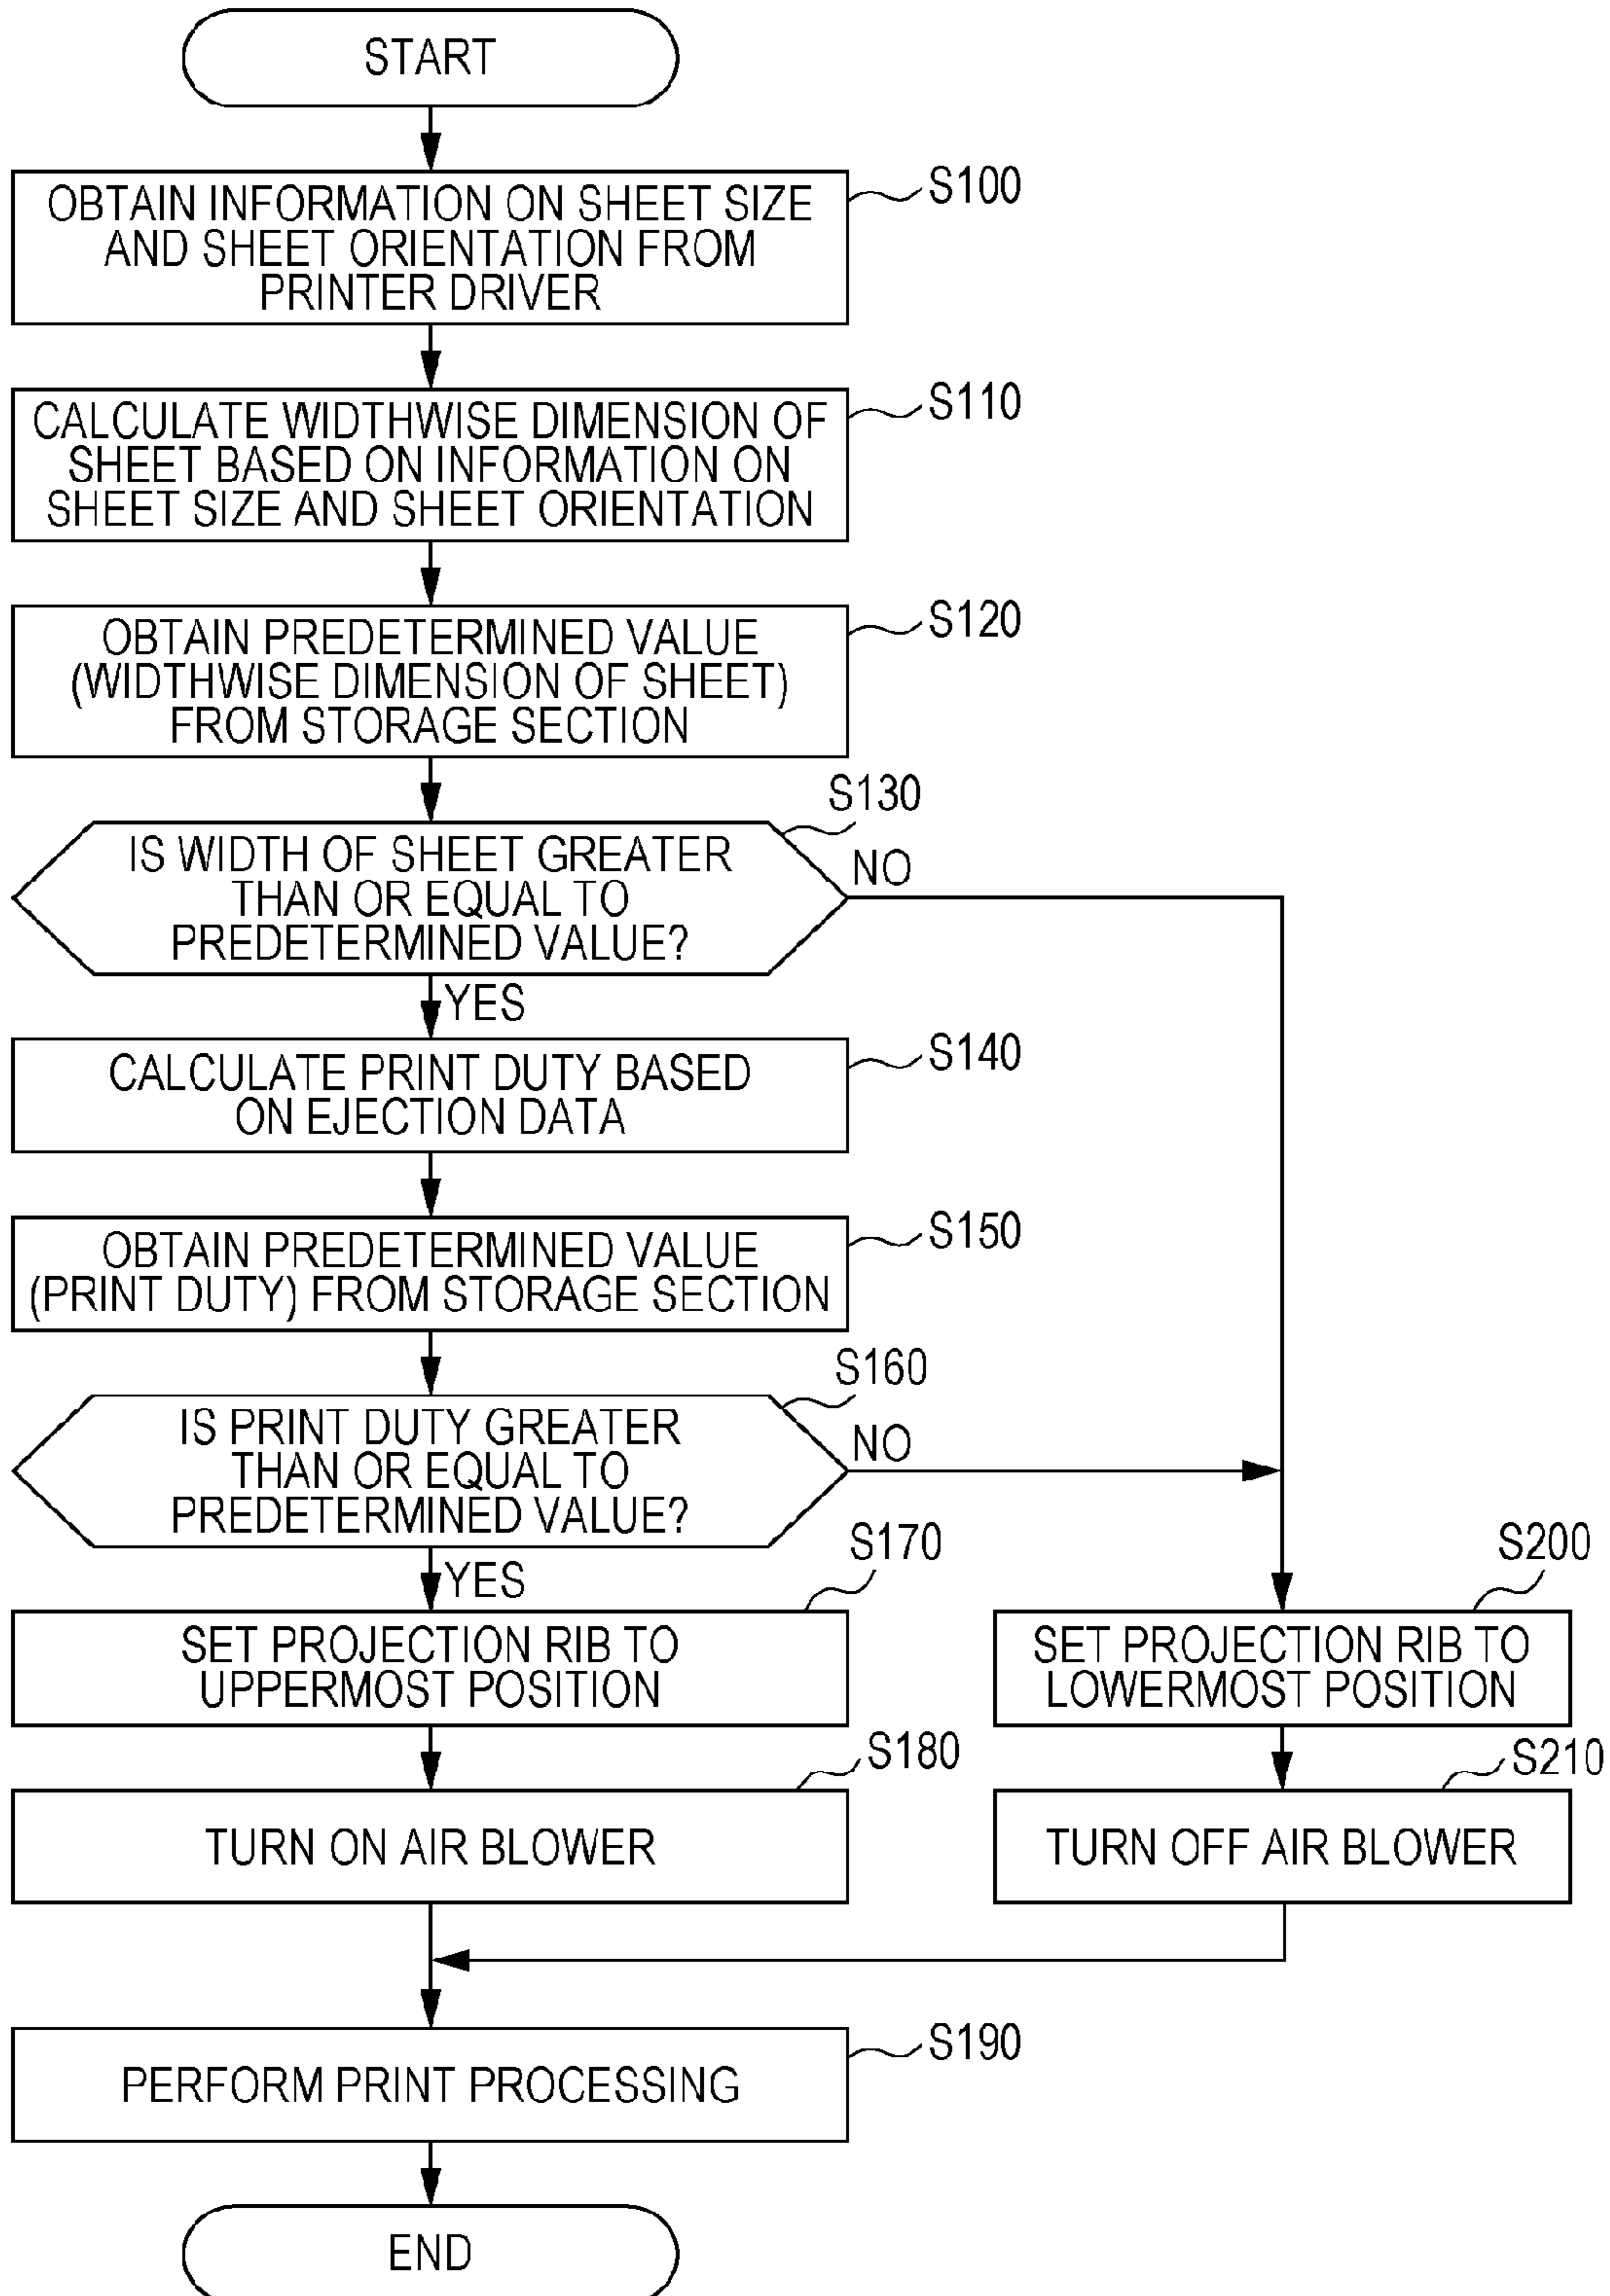 START
S100
OBTAIN INFORMATION ON SHEET SIZE
AND SHEET ORIENTATION FROM
PRINTER DRIVER
S110
CALCULATE WIDTHWISE DIMENSION OF
SHEET BASED ON INFORMATION ON
SHEET SIZE AND SHEET ORIENTATION
S120
OBTAIN PREDETERMINED VALUE
(WIDTHWISE DIMENSION OF SHEET)
FROM STORAGE SECTION
S130
IS WIDTH OF SHEET GREATER
THAN OR EQUAL TO
PREDETERMINED VALUE?
NO
YES
S140
CALCULATE PRINT DUTY BASED
ON EJECTION DATA
S150
OBTAIN PREDETERMINED VALUE
(PRINT DUTY) FROM STORAGE SECTION
S160
IS PRINT DUTY GREATER
THAN OR EQUAL TO
PREDETERMINED VALUE?
NO
YES
S170
SET PROJECTION RIB TO
UPPERMOST POSITION
S200
SET PROJECTION RIB TO
LOWERMOST POSITION
S180
TURN ON AIR BLOWER
S210
TURN OFF AIR BLOWER
S190
PERFORM PRINT PROCESSING
END